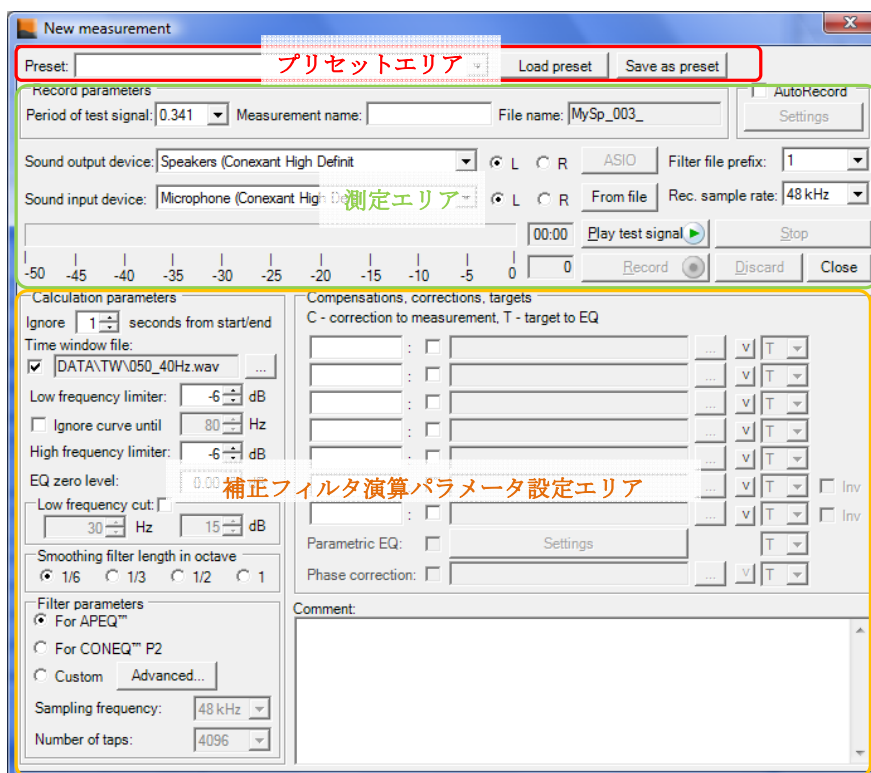 New measurement
Preset: プリセットエリア Load preset Save as preset
Record parameters AutoRecord
Period of test signal: 0.341 Measurement name: File name: MySp_003_ Settings
Sound output device: Speakers (Conexant High Definit L R ASIO Filter file prefix: 1
Sound input device: Microphone (Conexant High 測定エリア L R From file Rec. sample rate: 48 kHz
00:00 Play test signal Stop
-50 -45 -40 -35 -30 -25 -20 -15 -10 -5 0 0 Record Discard Close
Calculation parameters Compensations, corrections, targets
Ignore 1 seconds from start/end C - correction to measurement, T - target to EQ
Time window file: : v T
DATA\TW\050_40Hz.wav ... : ... v T
Low frequency limiter: -6 dB : ... v T
Ignore curve until 80 Hz : ... v T
High frequency limiter: -6 dB : ... v T
EQ zero level: 0.00 補正フィルタ演算パラメータ設定エリア v T Inv
Low frequency cut: : ... v T Inv
30 Hz 15 dB Parametric EQ: Settings T
Smoothing filter length in octave
1/6 1/3 1/2 1 Phase correction: ... v T
Filter parameters Comment:
For APEQ™
For CONEQ™ P2
Custom Advanced...
Sampling frequency: 48 kHz
Number of taps: 4096